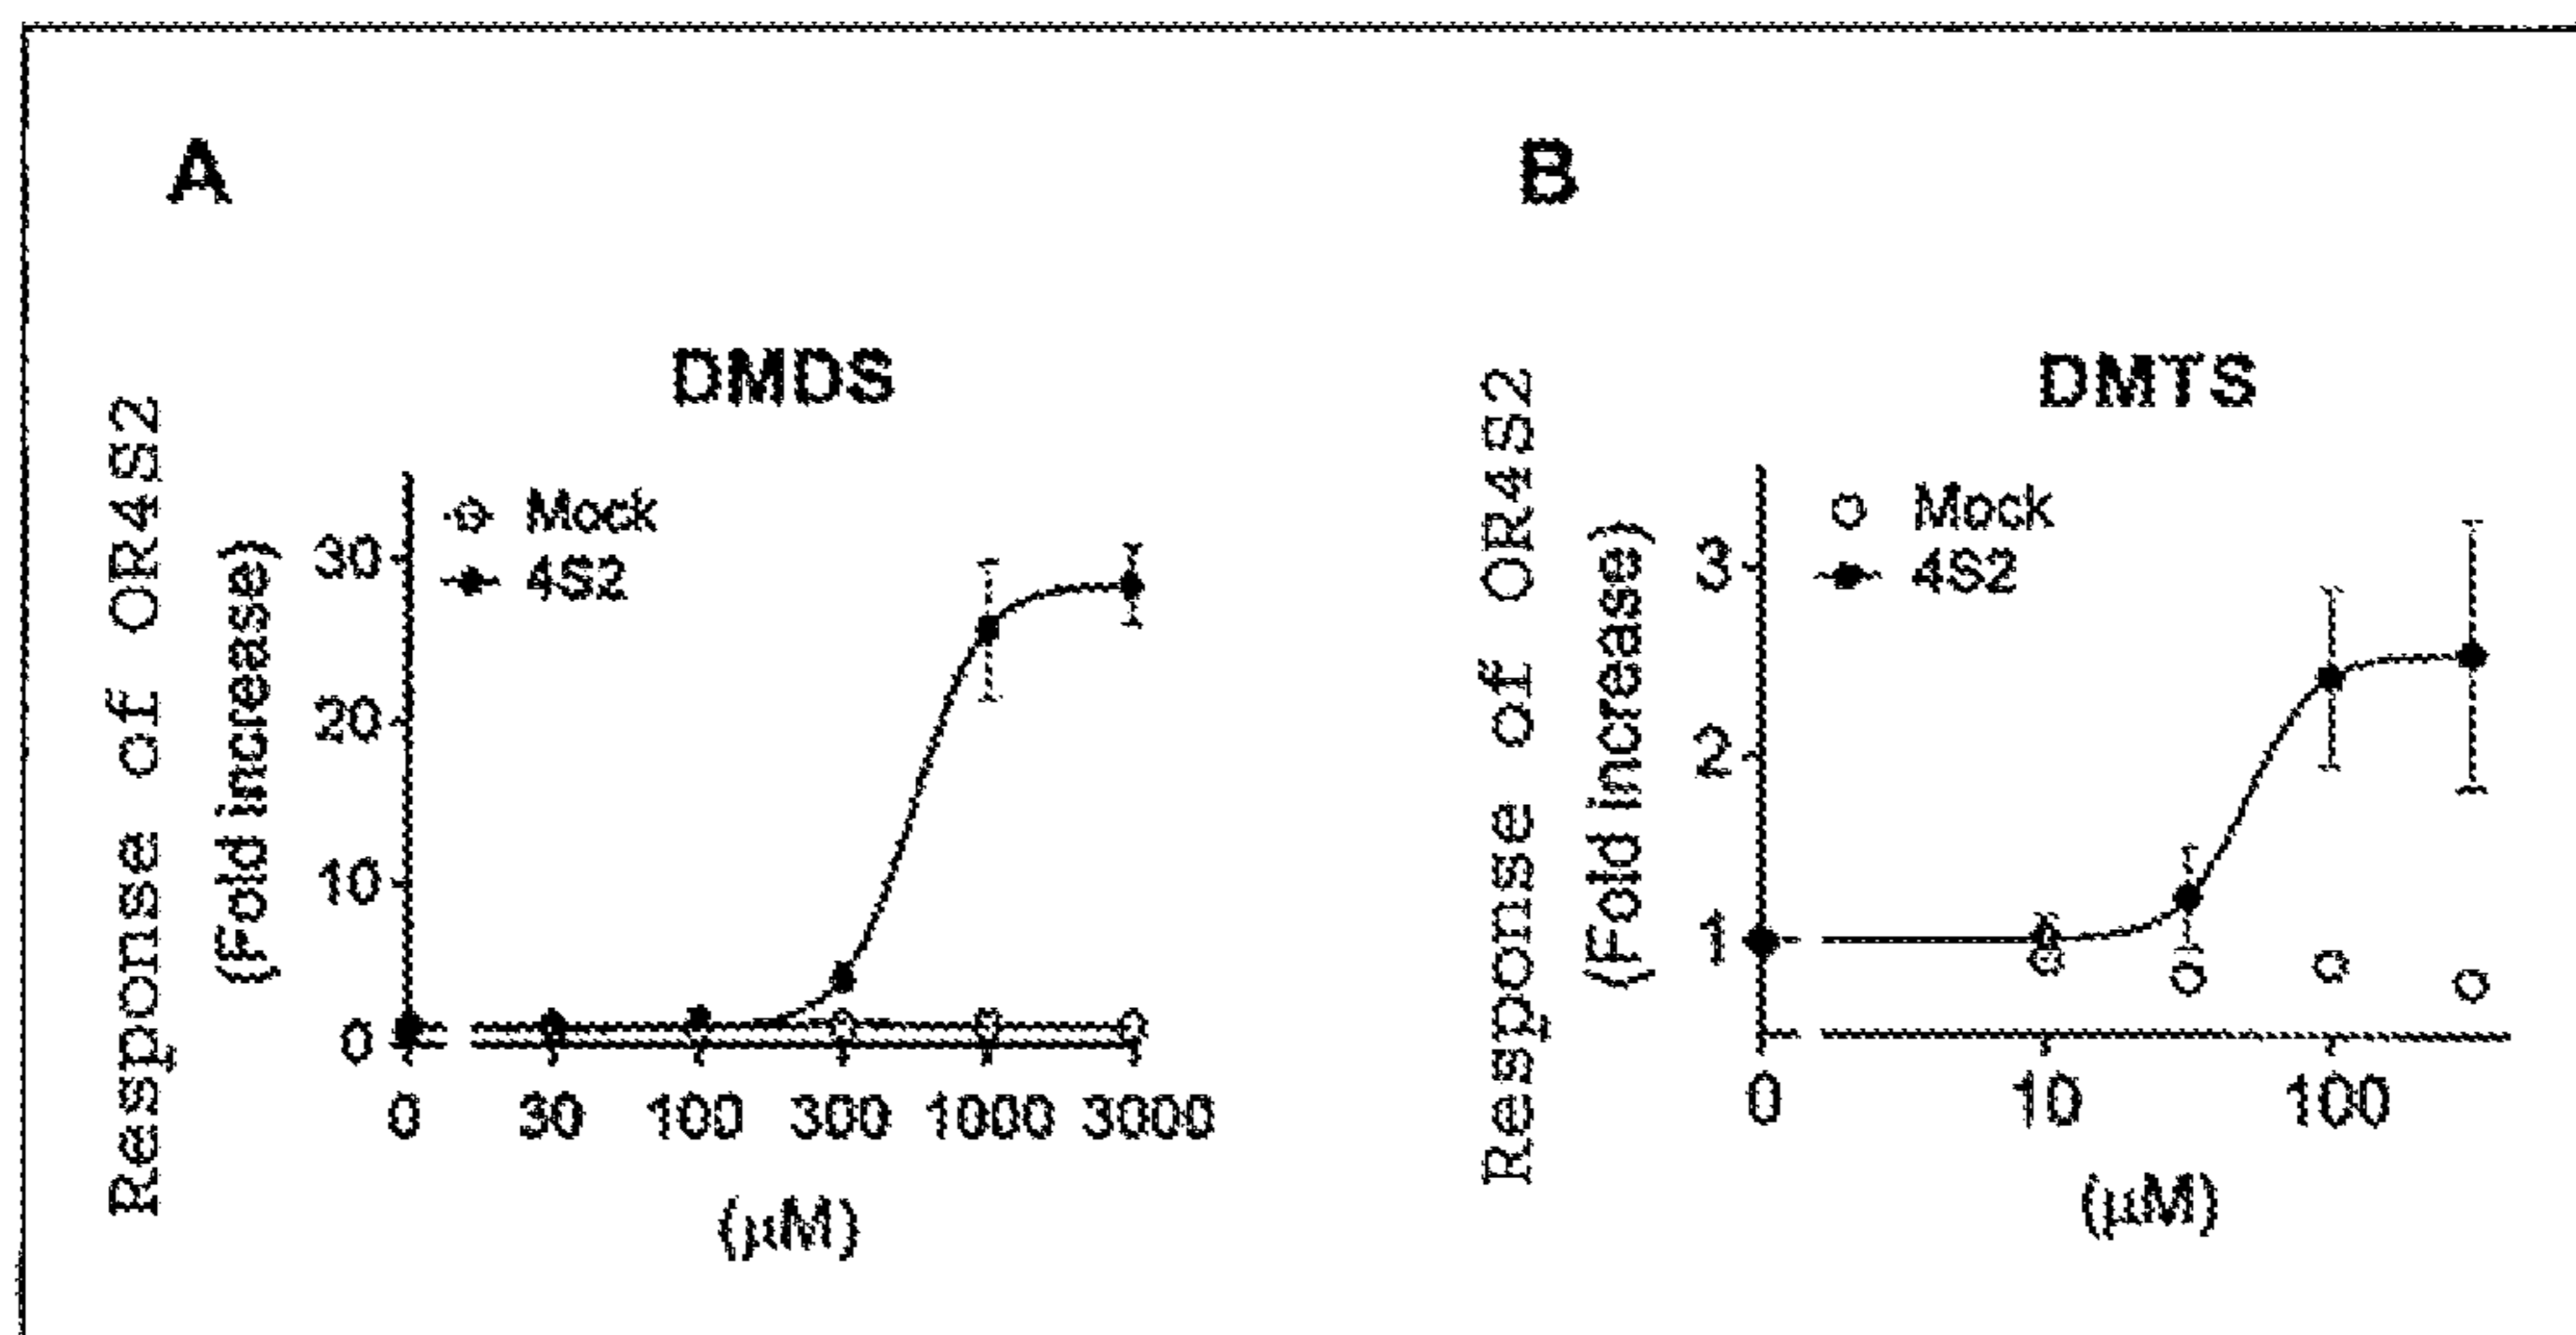 A
DMDS
Response of OR4S2
(Fold increase)
Mock
4S2
30
20
10
0
0 30 100 300 1000 3000
(μM)
B
DMTS
Response of OR4S2
(Fold increase)
Mock
4S2
3
2
1
0 10 100
(μM)